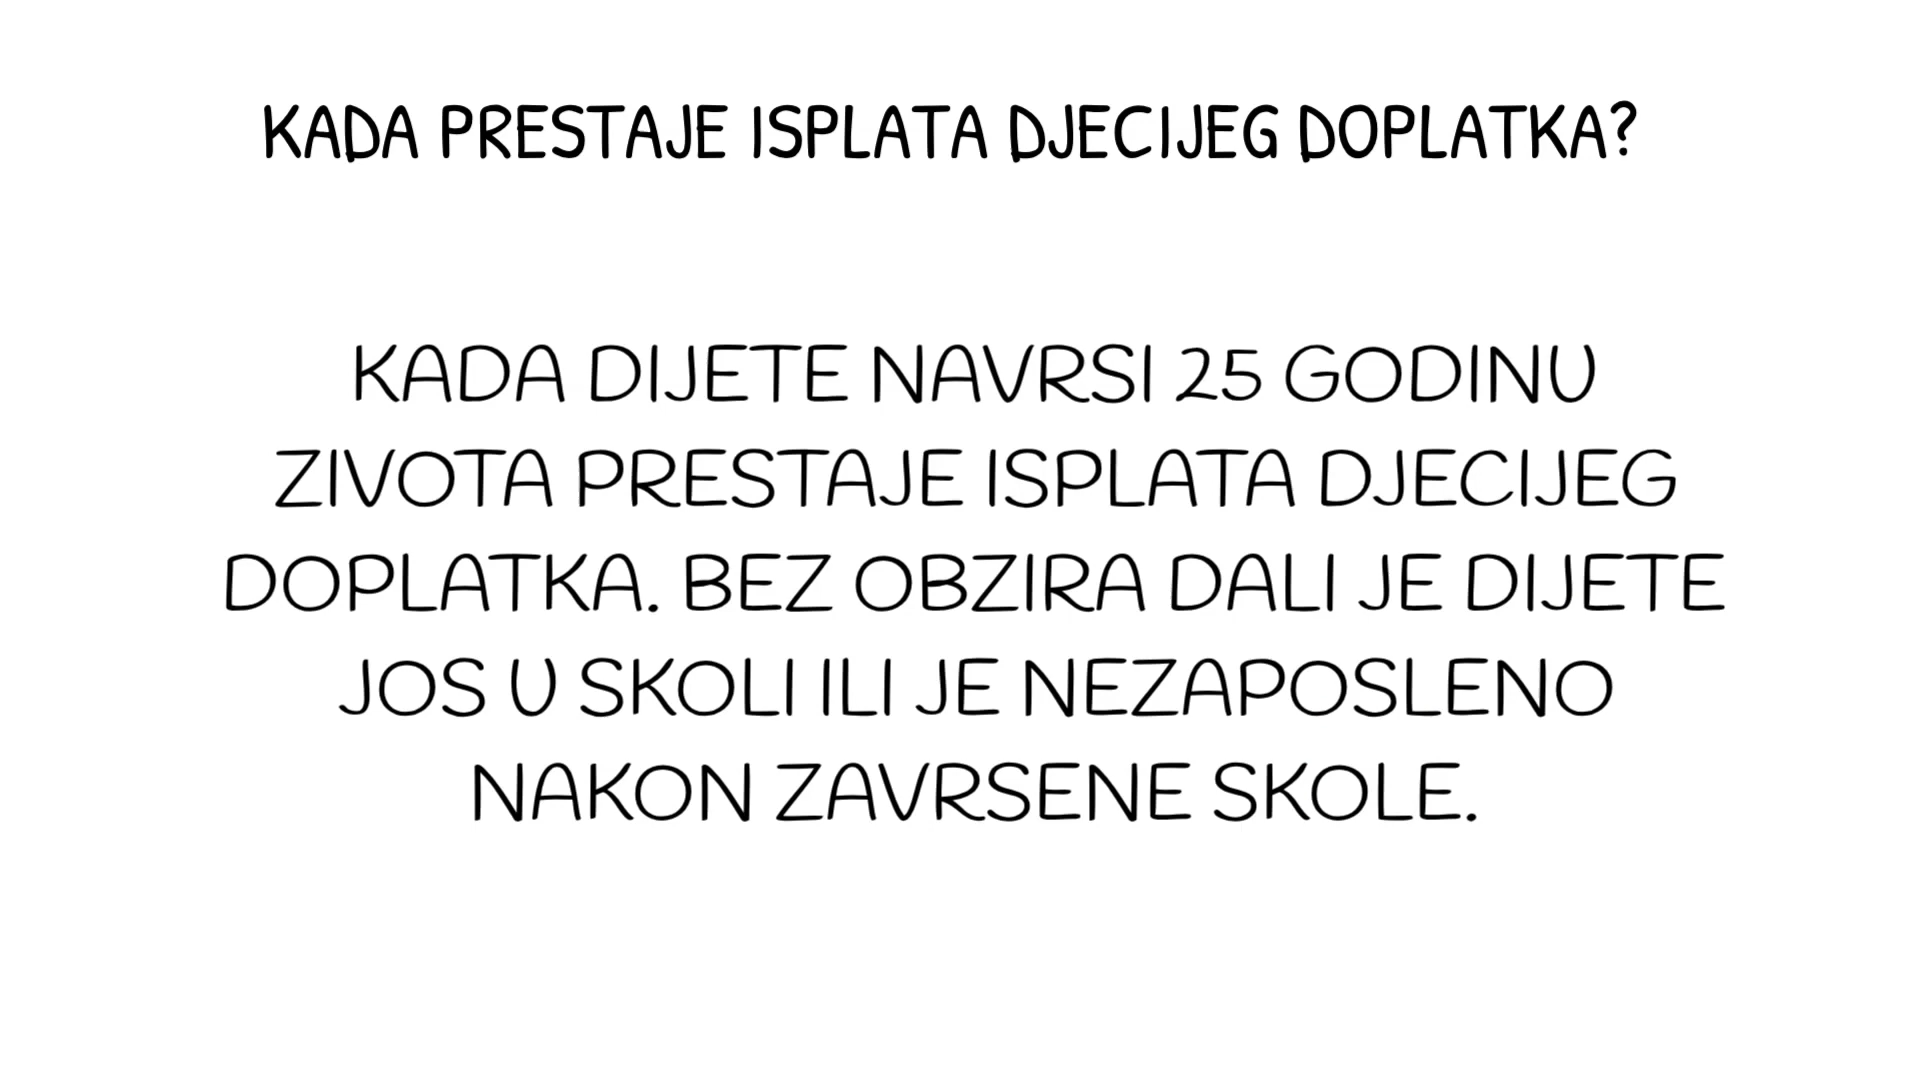 KADA PRESTAJE ISPLATA DJECIJEG DOPLATKA?
KADA DIJETE NAVRSI 25 GODINU
ZIVOTA PRESTAJE ISPLATA DJECIJEG
DOPLATKA. BEZ OBZIRA DALI JE DIJETE
JOS U SKOLI ILI JE NEZAPOSLENO
NAKON ZAVRSENE SKOLE.